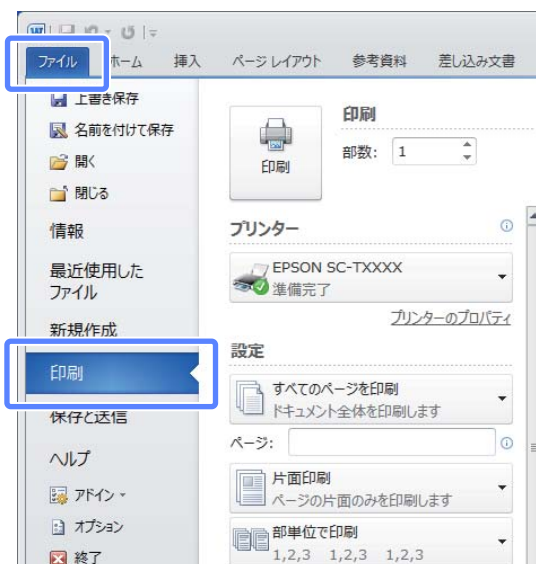 ファイル ホーム 挿入 ページ レイアウト 参考資料 差し込み文書
上書き保存
名前を付けて保存
開く
閉じる
情報
最近使用した
ファイル
新規作成
印刷
保存と送信
ヘルプ
アドイン
オプション
終了
印刷
印刷
部数: 1
プリンター
EPSON SC-TXXXX
準備完了
プリンターのプロパティ
設定
すべてのページを印刷
ドキュメント全体を印刷します
ページ:
片面印刷
ページの片面のみを印刷します
部単位で印刷
1,2,3 1,2,3 1,2,3